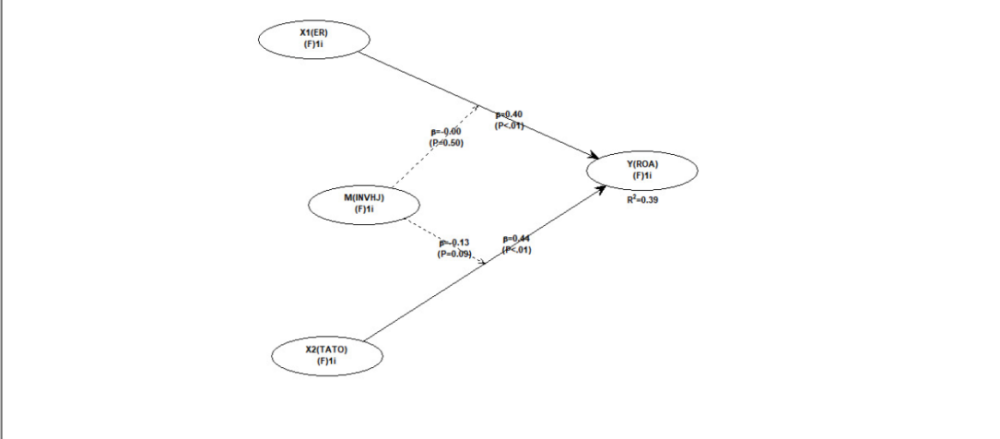 X1(ER)
(F)1i
β=0.40
(P<.01)
β=-0.00
(P=0.50)
Y(ROA)
(F)1i
R²=0.39
M(INVHJ)
(F)1i
β=-0.13
(P=0.09)
β=0.44
(P<.01)
X2(TATO)
(F)1i